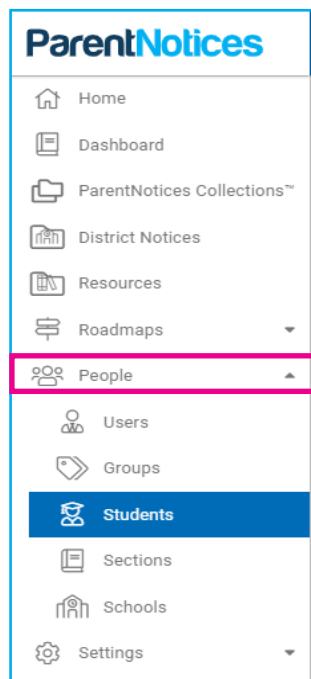 ParentNotices
Home
Dashboard
ParentNotices Collections™
District Notices
Resources
Roadmaps
People
Users
Groups
Students
Sections
Schools
Settings